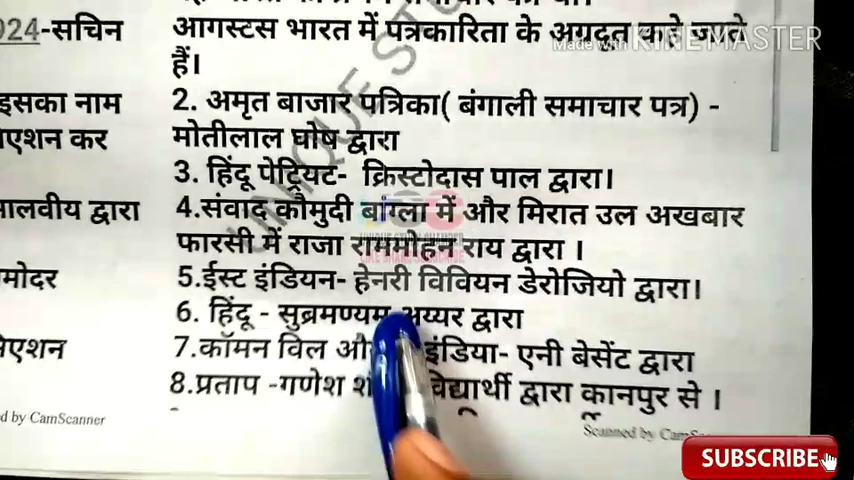 024-सचिन आगस्टस भारत में पत्रकारिता के अग्रदूत कहे जाते
Made with KINEMASTER
हैं।
इसका नाम 2. अमृत बाजार पत्रिका( बंगाली समाचार पत्र) -
एशन कर मोतीलाल घोष द्वारा
3. हिंदू पेट्रियट- क्रिस्टोदास पाल द्वारा।
मालवीय द्वारा 4.संवाद कौमुदी बांग्ला में और मिरात उल अखबार
फारसी में राजा राममोहन राय द्वारा ।
मोदर 5.ईस्ट इंडियन- हेनरी विवियन डेरोजियो द्वारा।
6. हिंदू - सुब्रमण्यम अय्यर द्वारा
एशन 7.कॉमन विल इंडिया- एनी बेसेंट द्वारा
8.प्रताप -गणेश विद्यार्थी द्वारा कानपुर से ।
d by CamScanner
Scanned by
SUBSCRIBE